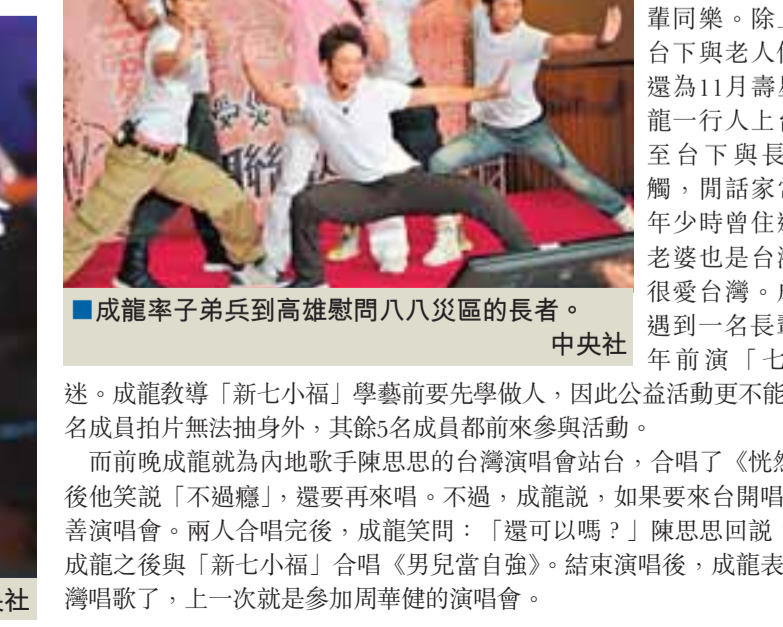 輩同樂。除
台下與老人
還為11月壽
龍一行人上
至台下與長
觸，閒話家
年少時曾住
老婆也是台
很愛台灣。
遇到一名長
年前演「七
■成龍率子弟兵到高雄慰問八八災區的長者。
中央社
迷。成龍教導「新七小福」學藝前要先學做人，因此公益活動更不能
名成員拍片無法抽身外，其餘5名成員都前來參與活動。
而前晚成龍就為內地歌手陳思思的台灣演唱會站台，合唱了《恍
後他笑說「不過癮」，還要再來唱。不過，成龍說，如果要來台開唱
善演唱會。兩人合唱完後，成龍笑問：「還可以嗎？」陳思思回說
成龍之後與「新七小福」合唱《男兒當自強》。結束演唱後，成龍表
灣唱歌了，上一次就是參加周華健的演唱會。
社